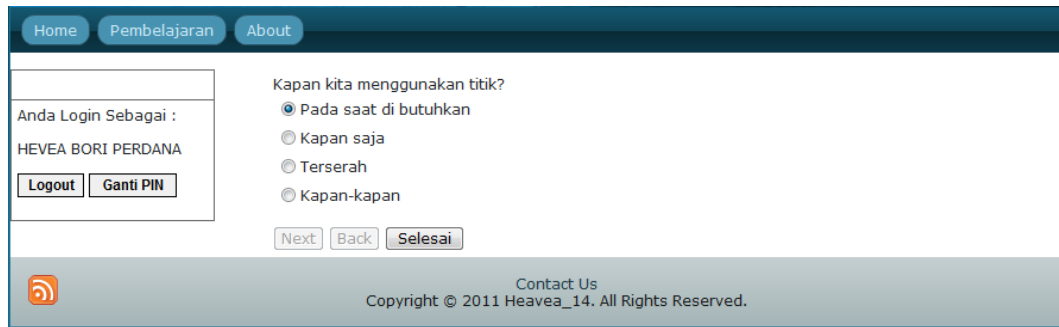 Home Pembelajaran About
Anda Login Sebagai :
HEVEA BORI PERDANA
Logout Ganti PIN
Kapan kita menggunakan titik?
Pada saat di butuhkan
Kapan saja
Terserah
Kapan-kapan
Next Back Selesai
Contact Us
Copyright © 2011 Heavea_14. All Rights Reserved.